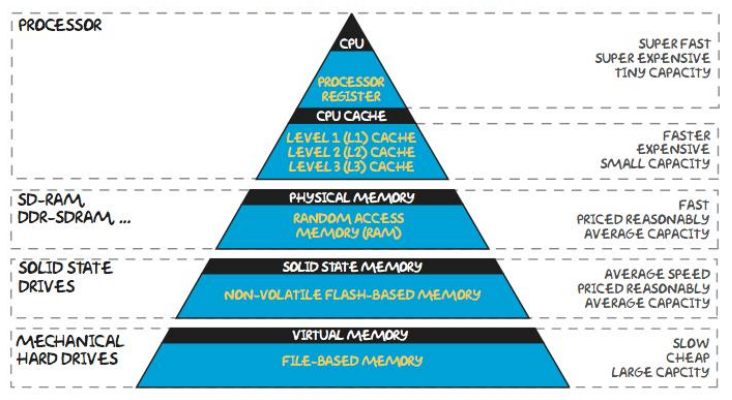 PROCESSOR
CPU
PROCESSOR
REGISTER
SUPER FAST
SUPER EXPENSIVE
TINY CAPACITY
CPU CACHE
LEVEL 1 (L1) CACHE
LEVEL 2 (L2) CACHE
LEVEL 3 (L3) CACHE
FASTER
EXPENSIVE
SMALL CAPACITY
SD-RAM,
DDR-SDRAM, ...
PHYSICAL MEMORY
RANDOM ACCESS
MEMORY (RAM)
FAST
PRICED REASONABLY
AVERAGE CAPACITY
SOLID STATE
DRIVES
SOLID STATE MEMORY
NON-VOLATILE FLASH-BASED MEMORY
AVERAGE SPEED
PRICED REASONABLY
AVERAGE CAPACITY
MECHANICAL
HARD DRIVES
VIRTUAL MEMORY
FILE-BASED MEMORY
SLOW
CHEAP
LARGE CAPCITY